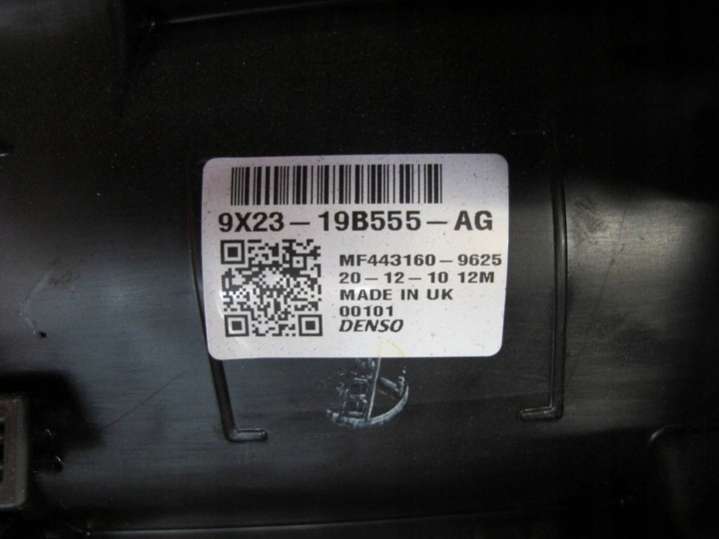 9X23-19B555-AG
MF443160-9625
20-12-10 12M
MADE IN UK
00101
DENSO